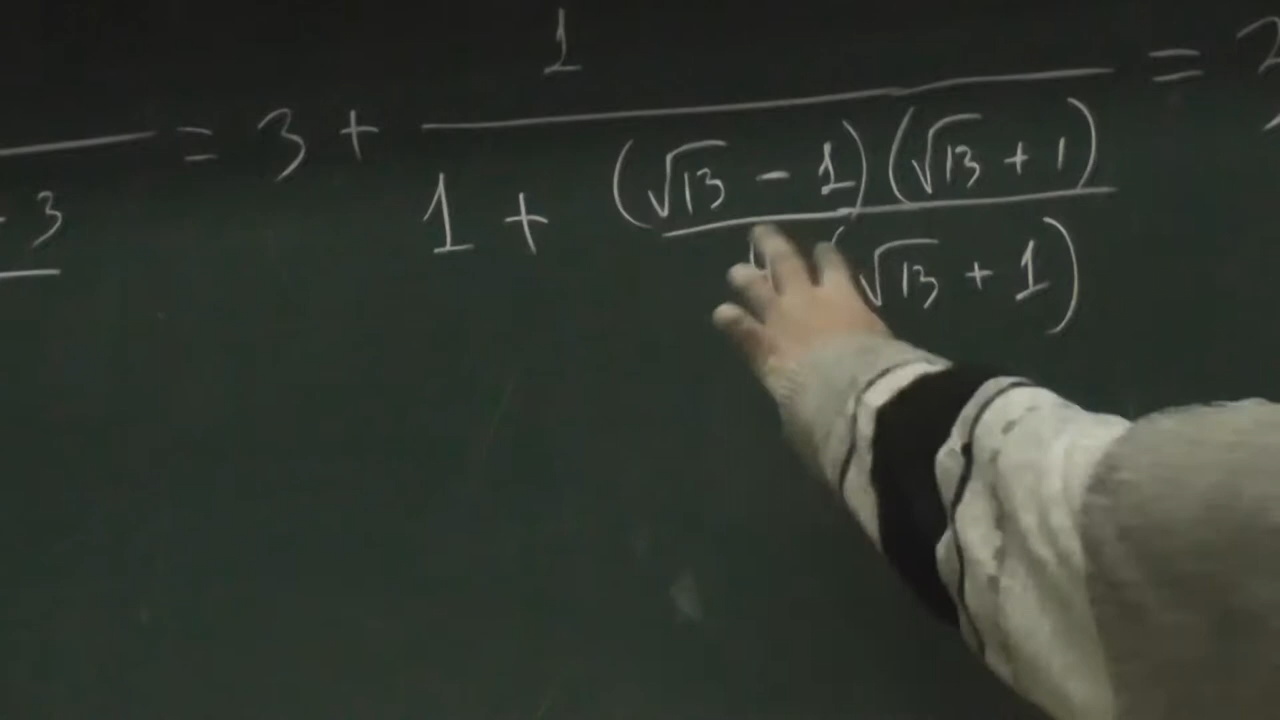 = 3 + 1 / (1 + (√13 - 1)(√13 + 1) / ( √13 + 1)) =
- 3